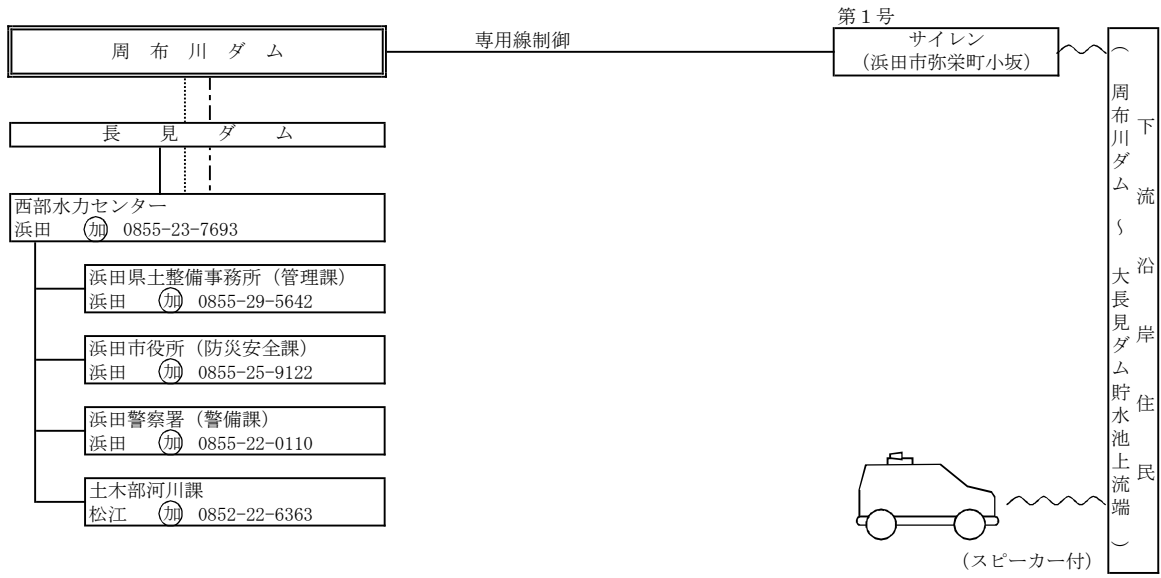 第１号
周 布 川 ダ ム
専用線制御
サイレン
（浜田市弥栄町小坂）
長 見 ダ ム
西部水力センター
浜田 加 0855-23-7693
浜田県土整備事務所（管理課）
浜田 加 0855-29-5642
浜田市役所（防災安全課）
浜田 加 0855-25-9122
浜田警察署（警備課）
浜田 加 0855-22-0110
土木部河川課
松江 加 0852-22-6363
（スピーカー付）
下流沿岸住民
（周布川ダム～大長見ダム貯水池上流端）